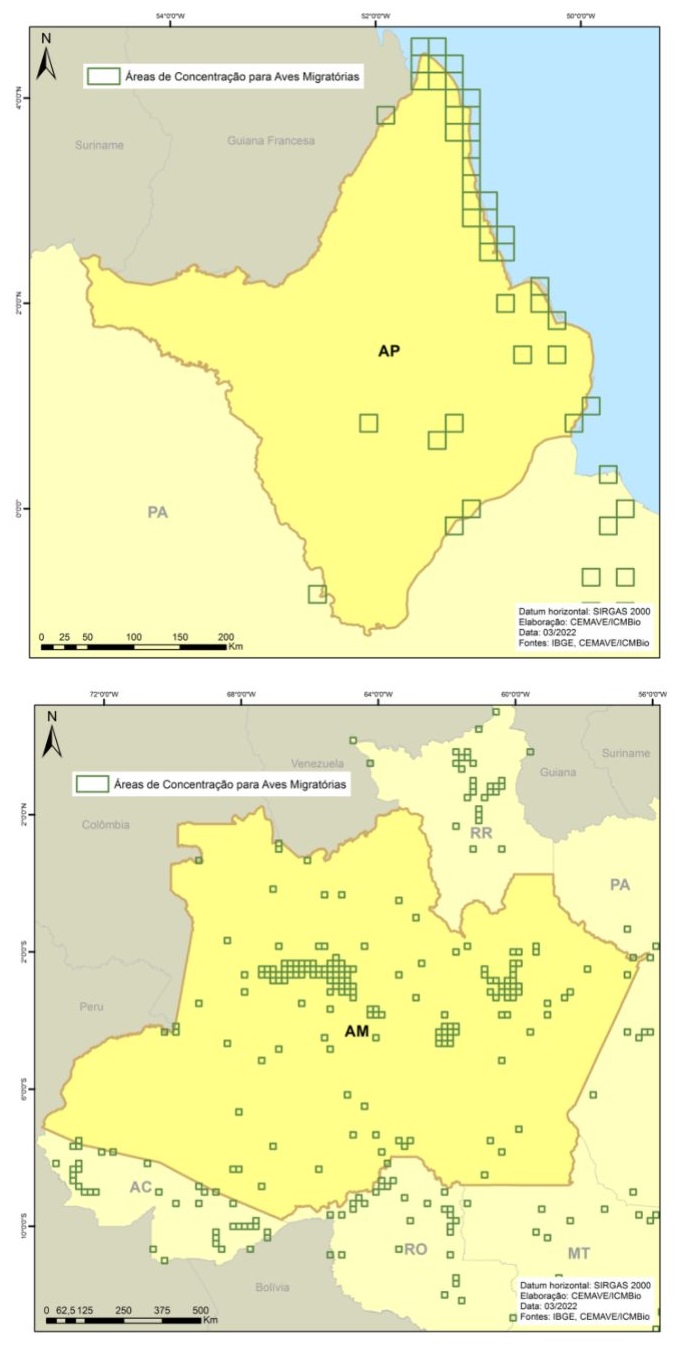 54°0'0"W 52°0'0"W 50°0'0"W
N
Áreas de Concentração para Aves Migratórias
4°0'0"N
Suriname
Guiana Francesa
2°0'0"N
AP
PA
0°0'0"
Datum horizontal: SIRGAS 2000
Elaboração: CEMAVE/ICMBio
Data: 03/2022
Fontes: IBGE, CEMAVE/ICMBio
0 25 50 100 150 200
Km
72°0'0"W 68°0'0"W 64°0'0"W 60°0'0"W 56°0'0"W
N
Venezuela
Suriname
Guiana
Áreas de Concentração para Aves Migratórias
2°0'0"N
Colômbia
RR
PA
2°0'0"S
Peru
AM
6°0'0"S
AC
10°0'0"S
RO
MT
Bolívia
Datum horizontal: SIRGAS 2000
Elaboração: CEMAVE/ICMBio
Data: 03/2022
Fontes: IBGE, CEMAVE/ICMBio
0 62,5 125 250 375 500
Km